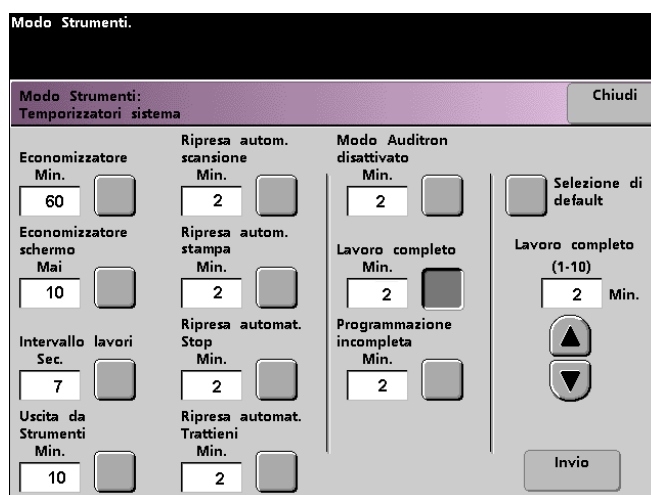 Modo Strumenti.
Modo Strumenti:
Temporizzatori sistema
Chiudi
Economizzatore
Min.
60
Economizzatore
schermo
Mai
10
Intervallo lavori
Sec.
7
Uscita da
Strumenti
Min.
10
Ripresa autom.
scansione
Min.
2
Ripresa autom.
stampa
Min.
2
Ripresa automat.
Stop
Min.
2
Ripresa automat.
Trattieni
Min.
2
Modo Auditron
disattivato
Min.
2
Lavoro completo
Min.
2
Programmazione
incompleta
Min.
2
Selezione di
default
Lavoro completo
(1-10)
2 Min.
Invio